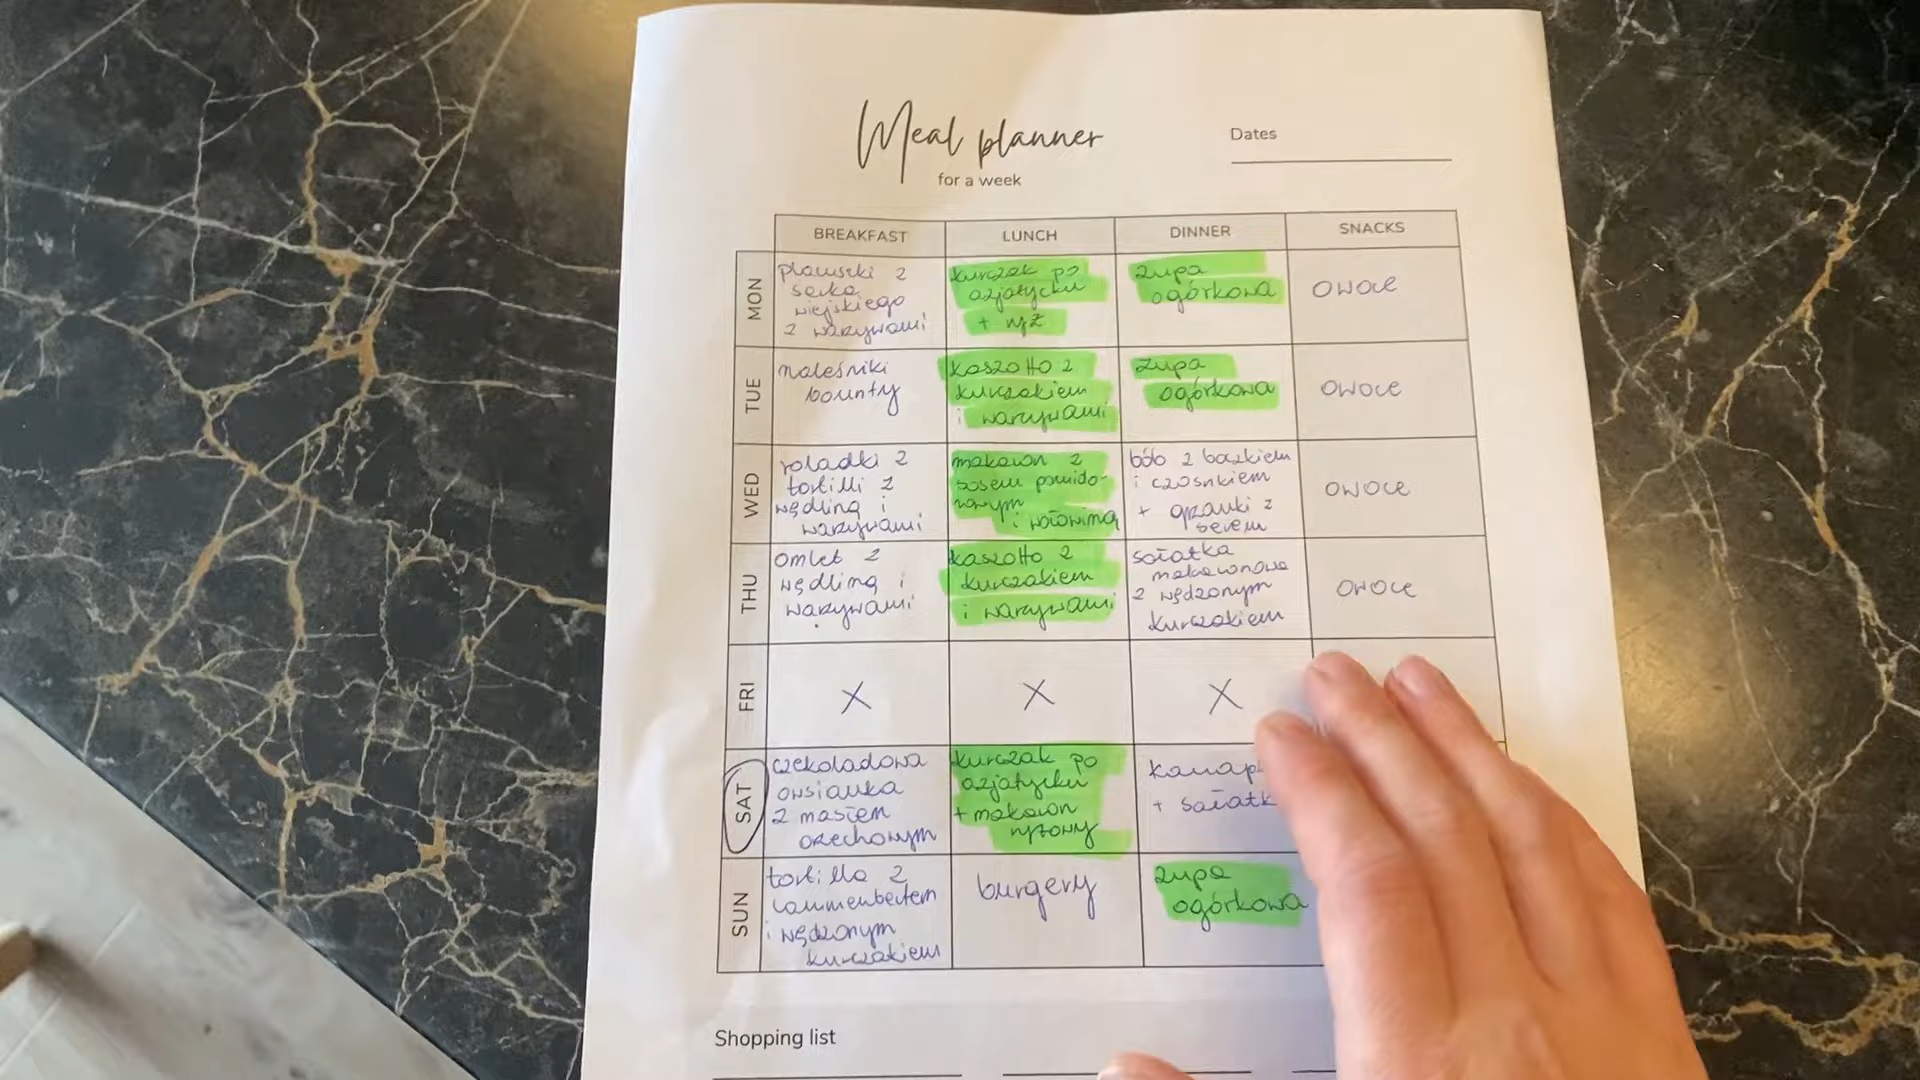 Meal planner
for a week
Dates
BREAKFAST LUNCH DINNER SNACKS
MON
placuszki z
serka
wiejskiego
z warzywami
kurczak po
azjatycku
+ ryż
zupa
ogórkowa
owoce
TUE
naleśniki
bounty
kaszotto z
kurczakiem
i warzywami
zupa
ogórkowa
owoce
WED
roladki z
tortilli z
wędliną i
warzywami
makaron z
sosem pomido-
rowym
i wołowiną
bób z boczkiem
i czosnkiem
+ grzanki z
serem
owoce
THU
omlet z
wędliną i
warzywami
kaszotto z
kurczakiem
i warzywami
sałatka
makaronowa
z wędzonym
kurczakiem
owoce
FRI
X
X
X
SAT
czekoladowa
owsianka
z masłem
orzechowym
kurczak po
azjatycku
+ makaron
ryżowy
kanap
+ sałatk
SUN
tortilla z
cammenbertem
i wędzonym
kurczakiem
burgery
zupa
ogórkowa
Shopping list